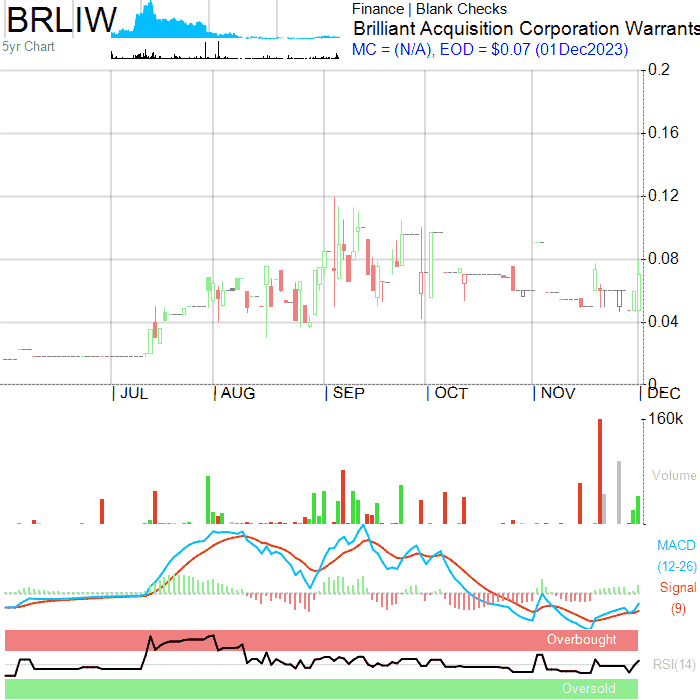 BRLIW
5yr Chart
Finance | Blank Checks
Brilliant Acquisition Corporation Warrants
MC = (N/A), EOD = $0.07 (01Dec2023)
0.2
0.16
0.12
0.08
0.04
0
| JUL | AUG | SEP | OCT | NOV | DEC
160k
Volume
MACD
(12-26)
Signal
(9)
Overbought
RSI(14)
Oversold